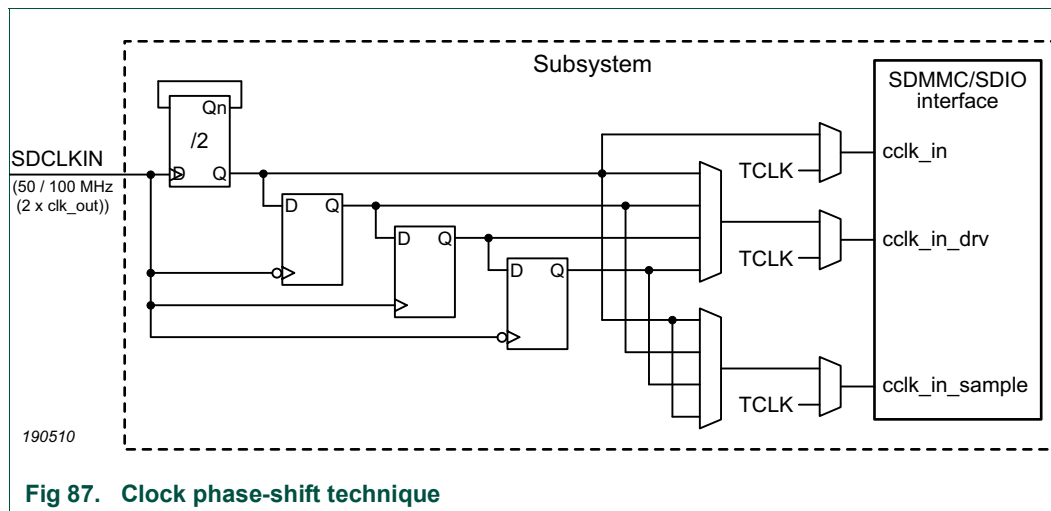 Subsystem
SDMMC/SDIO
interface
Qn
/2
D Q
SDCLKIN
(50 / 100 MHz
(2 x clk_out))
cclk_in
TCLK
D Q
D Q
cclk_in_drv
TCLK
D Q
cclk_in_sample
TCLK
190510
Fig 87. Clock phase-shift technique